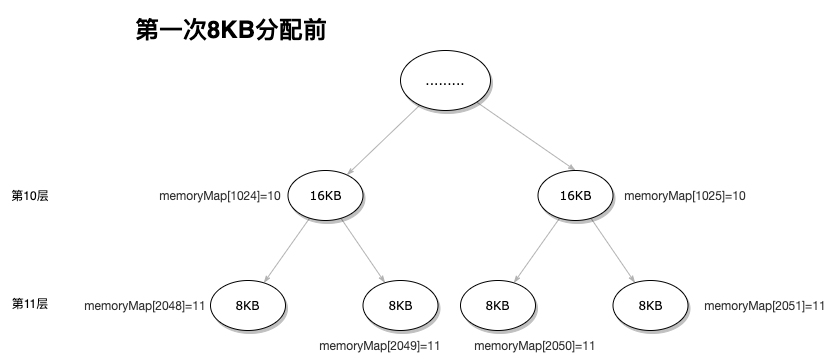 第一次8KB分配前
.........
第10层
memoryMap[1024]=10
16KB
16KB
memoryMap[1025]=10
第11层
memoryMap[2048]=11
8KB
8KB
8KB
8KB
memoryMap[2051]=11
memoryMap[2049]=11
memoryMap[2050]=11